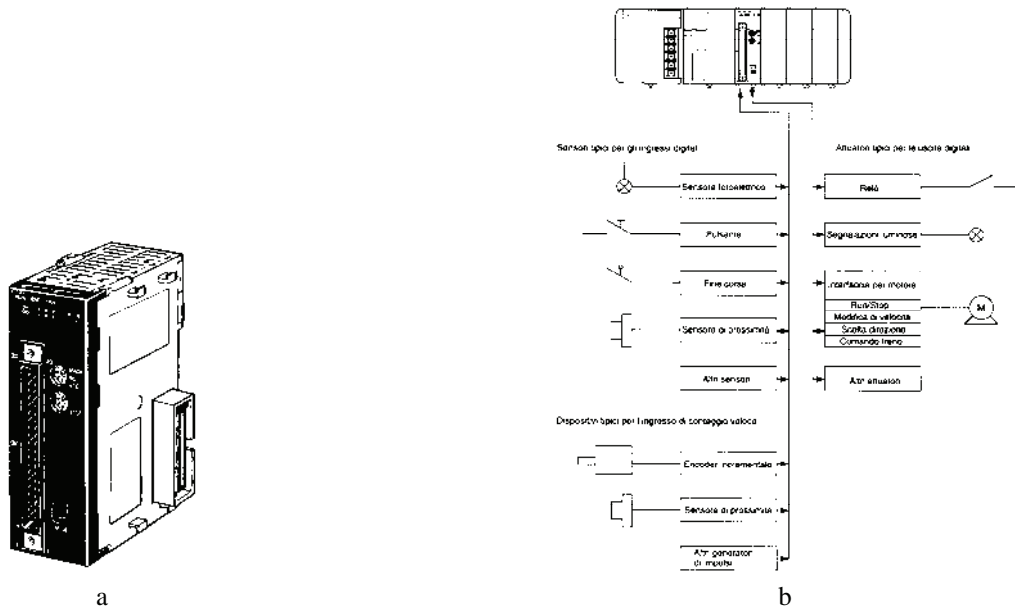 Sensori tipici per gli ingressi digitali
Attuatori tipici per le uscite digitali
Sensore fotoelettrico
Relè
Pulsante
Segnalazioni luminose
Fine corsa
Interfaccia per motore
Run/Stop
M
Modifica di velocità
Sensore di prossimità
Scelta direzione
Comando freno
Altri sensori
Altri attuatori
Dispositivi tipici per l'ingresso di conteggio veloce
Encoder incrementale
Sensore di prossimità
Altri generatori
di impulsi
a
b